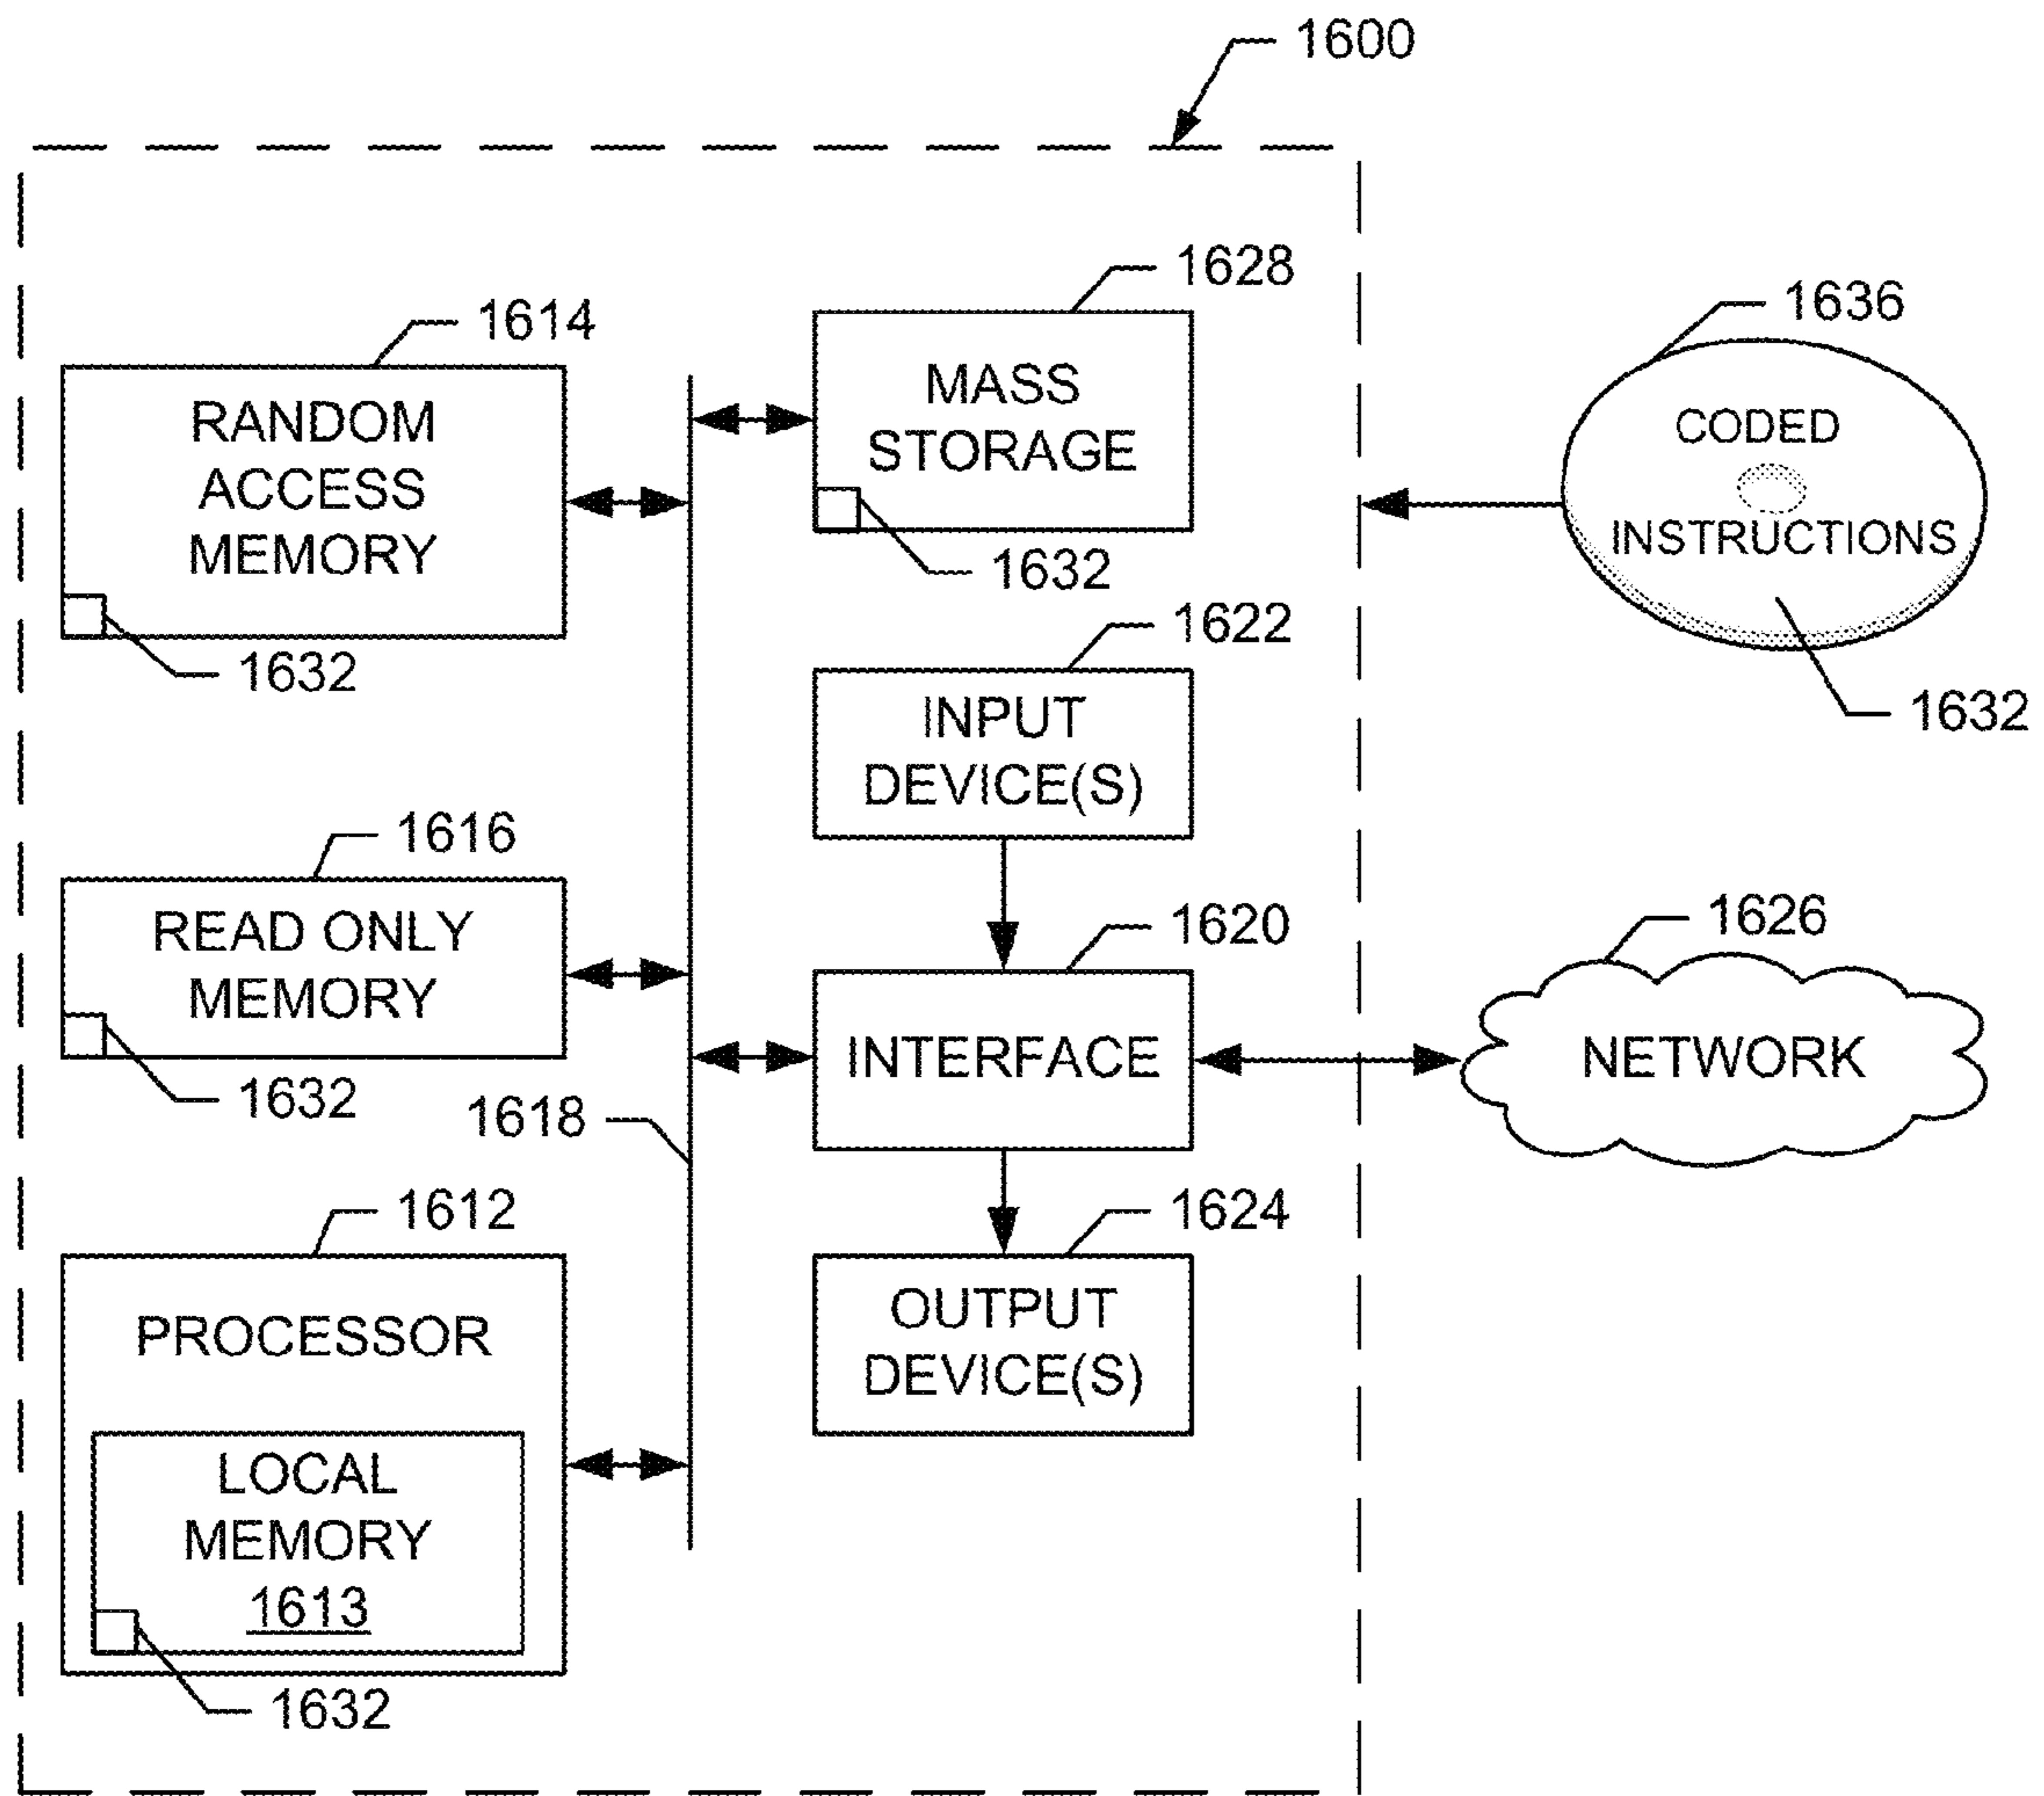 1600
1628
1614
MASS
STORAGE
RANDOM
ACCESS
MEMORY
1636
CODED
INSTRUCTIONS
1632
1632
1622
1632
INPUT
DEVICE(S)
1616
READ ONLY
MEMORY
1620
1626
INTERFACE
NETWORK
1632
1618
1612
1624
PROCESSOR
OUTPUT
DEVICE(S)
LOCAL
MEMORY
1613
1632